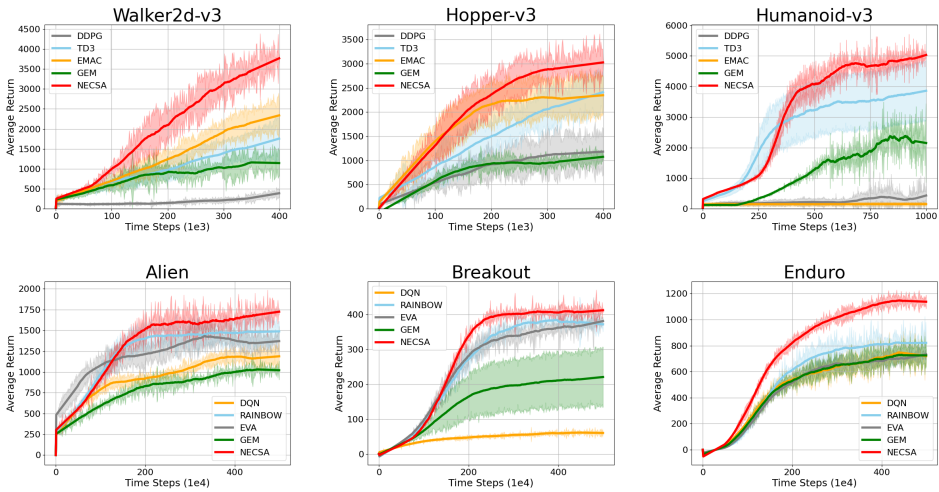 Walker2d-v3
Average Return
4500
4000
3500
3000
2500
2000
1500
1000
500
0
DDPG
TD3
EMAC
GEM
NECSA
0 100 200 300 400
Time Steps (1e3)
Hopper-v3
Average Return
3500
3000
2500
2000
1500
1000
500
0
DDPG
TD3
EMAC
GEM
NECSA
0 100 200 300 400
Time Steps (1e3)
Humanoid-v3
Average Return
6000
5000
4000
3000
2000
1000
0
DDPG
TD3
EMAC
GEM
NECSA
0 250 500 750 1000
Time Steps (1e3)
Alien
Average Return
2000
1750
1500
1250
1000
750
500
250
0
DQN
RAINBOW
EVA
GEM
NECSA
0 200 400
Time Steps (1e4)
Breakout
Average Return
400
300
200
100
0
DQN
RAINBOW
EVA
GEM
NECSA
0 200 400
Time Steps (1e4)
Enduro
Average Return
1200
1000
800
600
400
200
0
DQN
RAINBOW
EVA
GEM
NECSA
0 200 400
Time Steps (1e4)